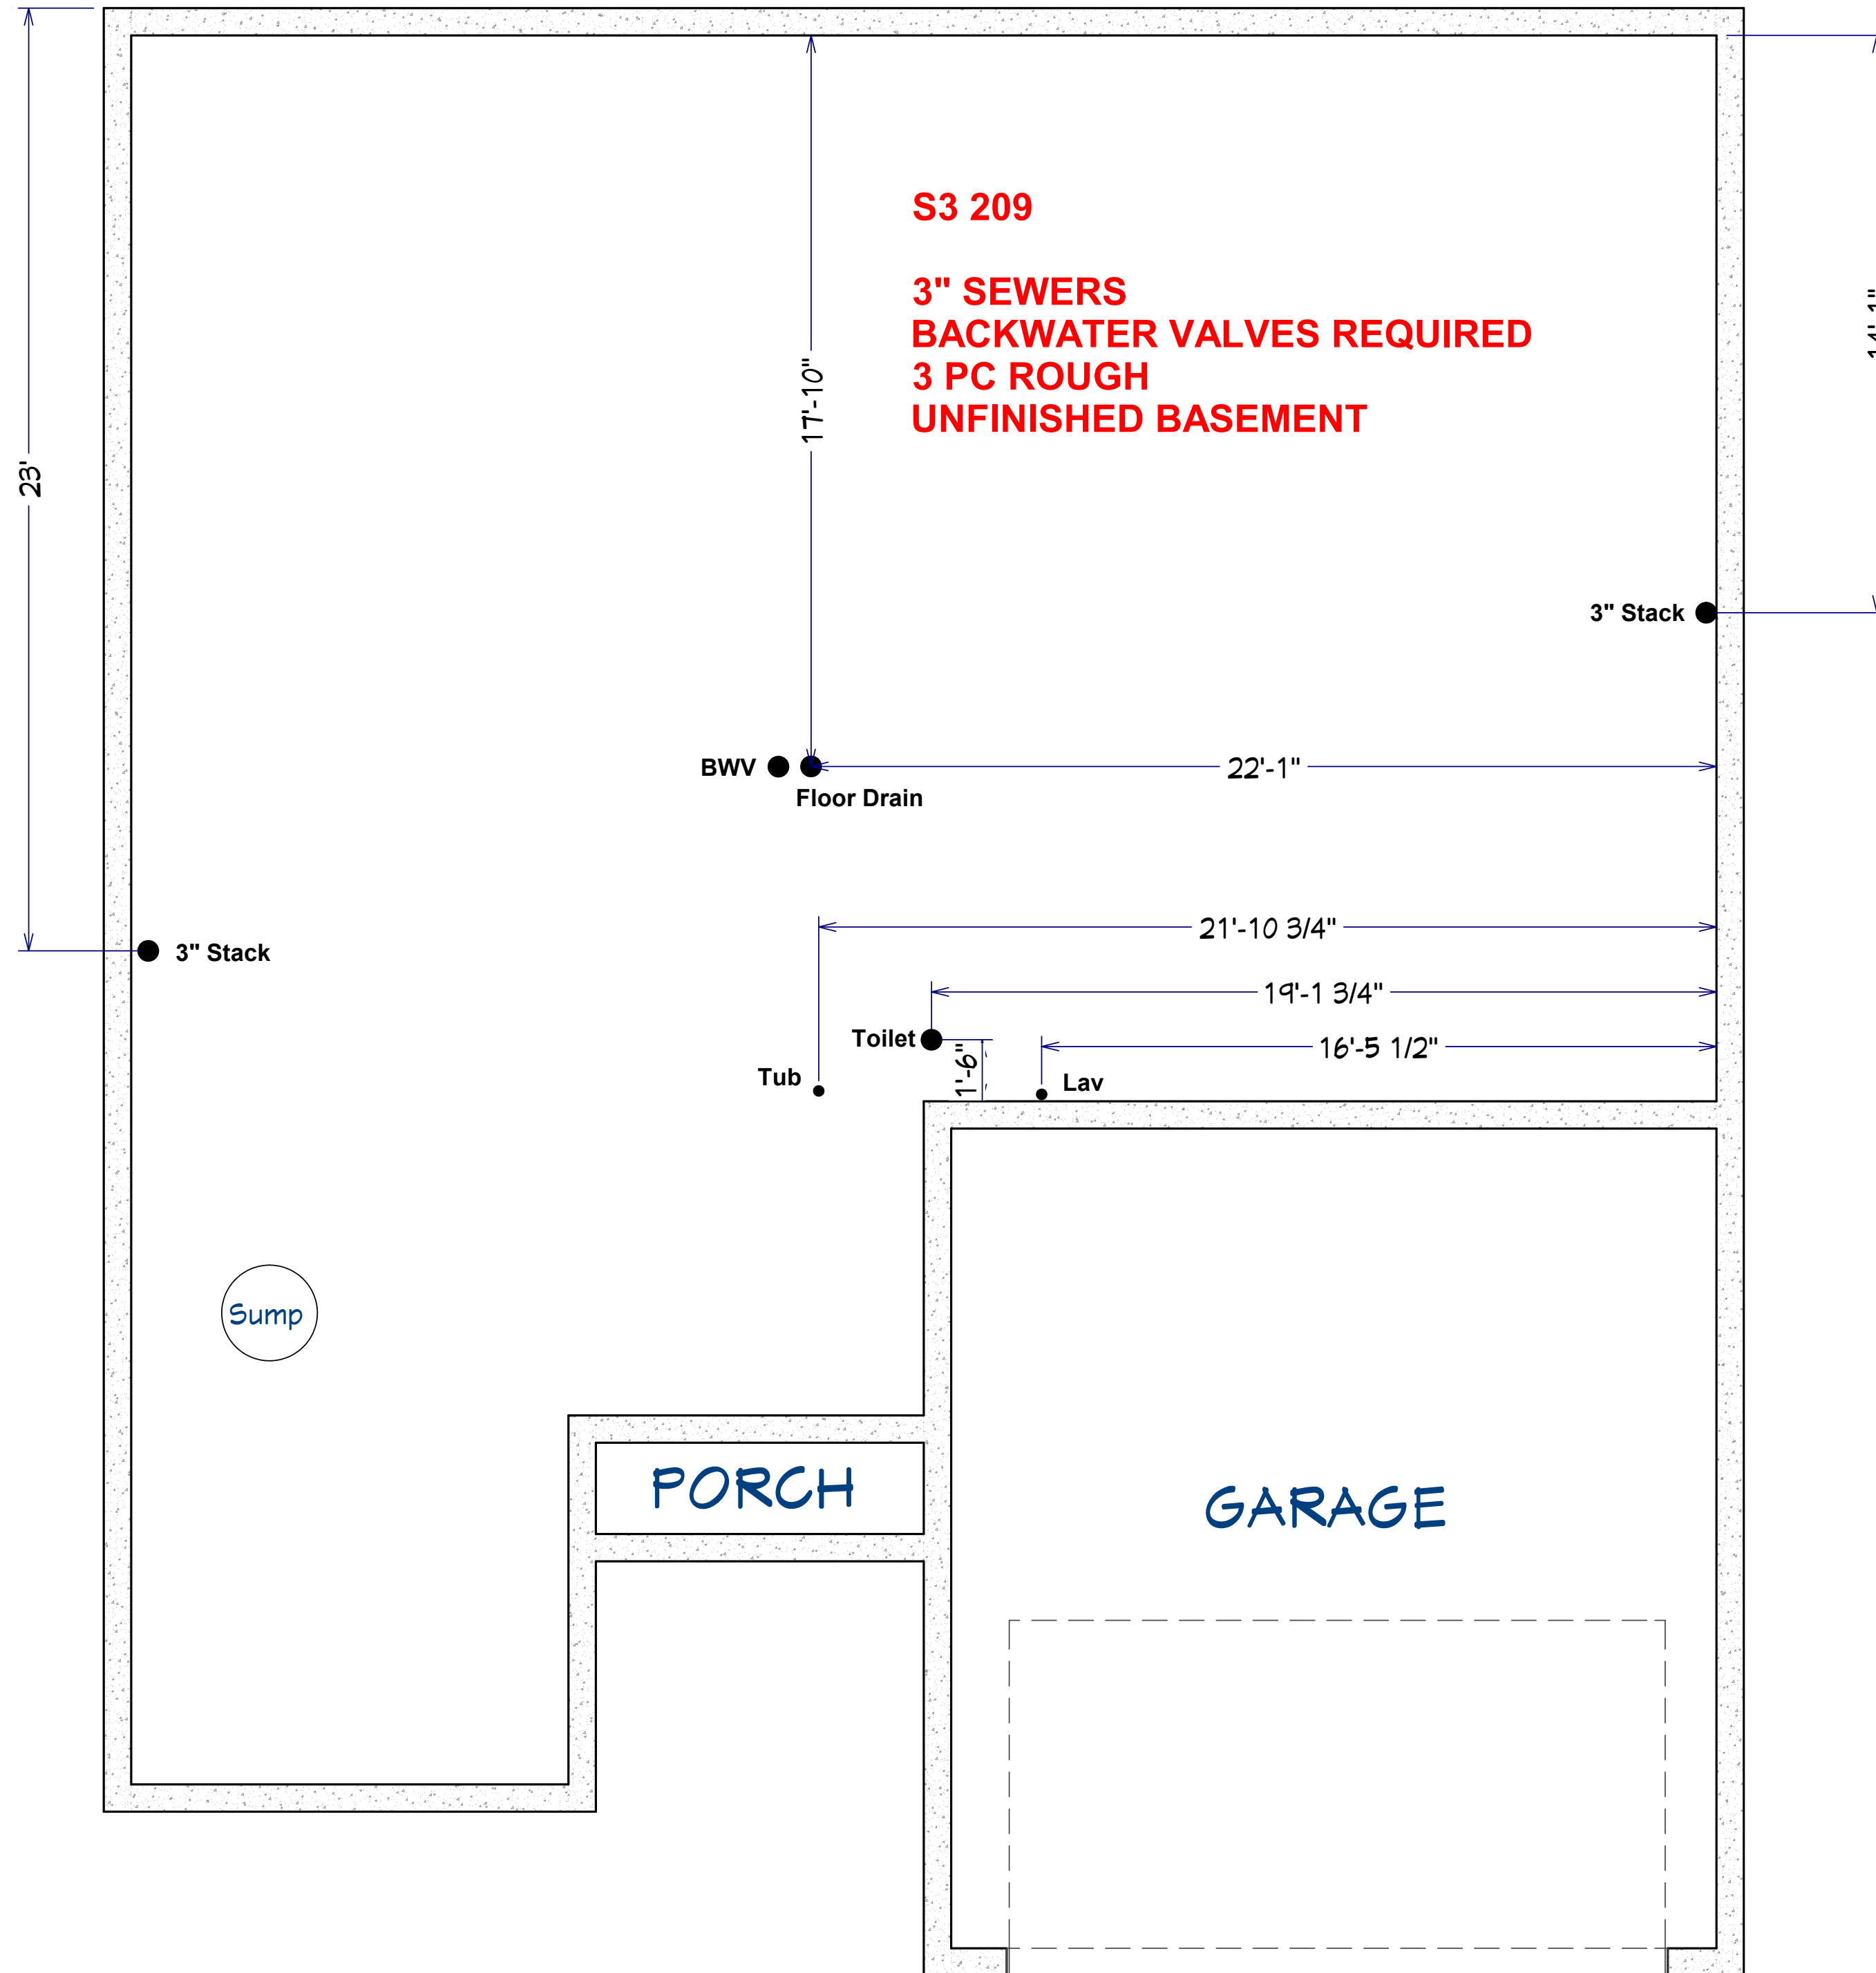 S3 209
3" SEWERS
BACKWATER VALVES REQUIRED
3 PC ROUGH
UNFINISHED BASEMENT
14'-1"
17'-10"
23'
3" Stack
BWV
22'-1"
Floor Drain
21'-10 3/4"
3" Stack
19'-1 3/4"
Toilet
16'-5 1/2"
1'-6"
Tub
Lav
Sump
PORCH
GARAGE